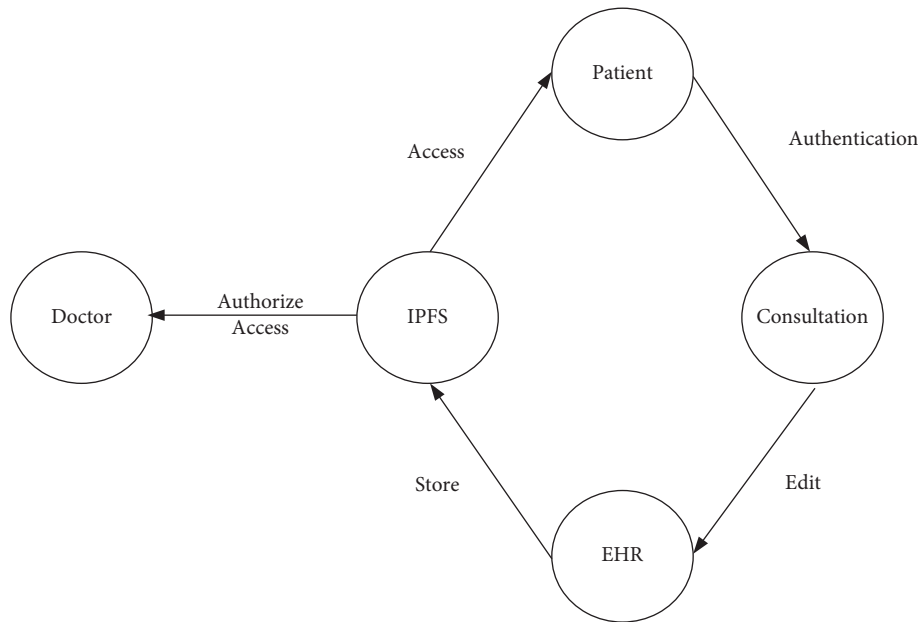 Patient
Authentication
Access
Doctor
Authorize
Access
IPFS
Consultation
Store
Edit
EHR